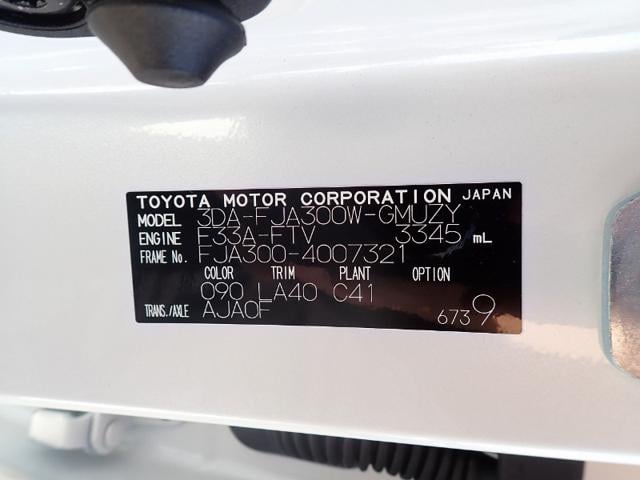 TOYOTA MOTOR CORPORATION JAPAN
MODEL 3DA-FJA300W-GMUZY
ENGINE F33A-FTV 3345 mL
FRAME No. FJA300-4007321
COLOR TRIM PLANT OPTION
090 LA40 C41
TRANS./AXLE AJA0F 6739